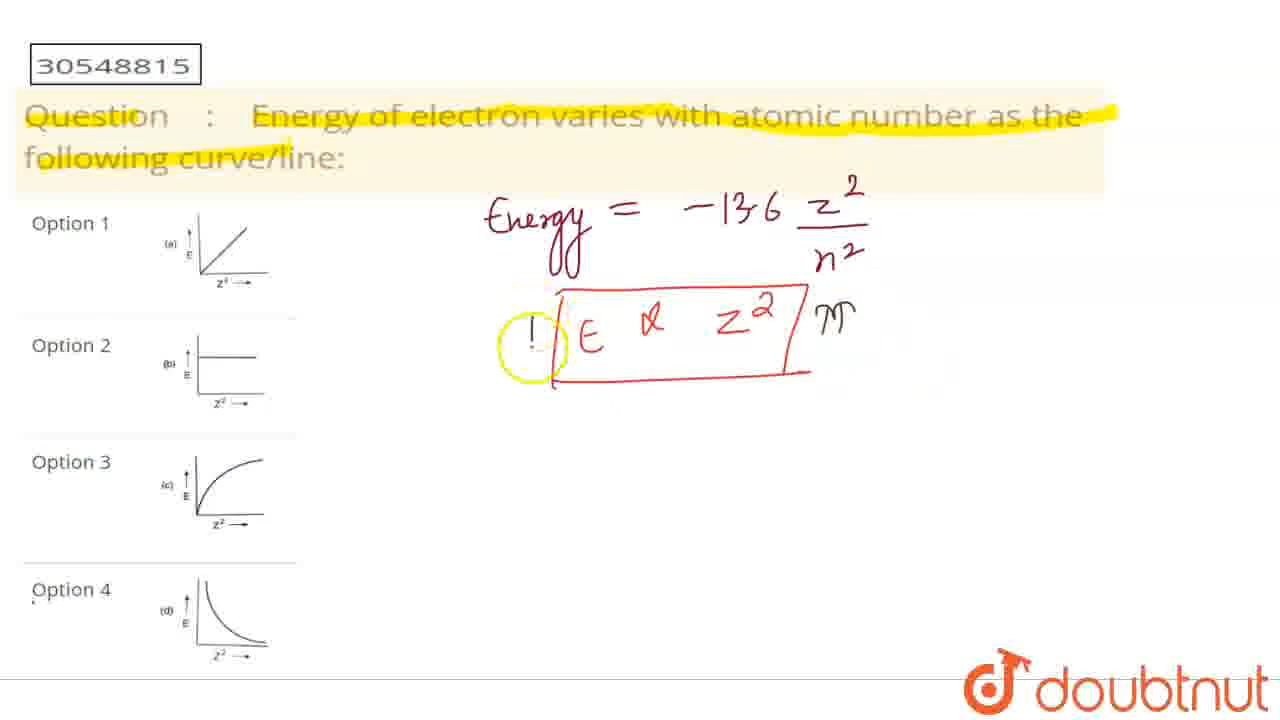 30548815
Question : Energy of electron varies with atomic number as the
following curve/line:
Energy = -13.6 z²/n²
E ∝ z²
Option 1
(a)
E
Z² →
Option 2
(b)
E
Z² →
Option 3
(c)
E
Z² →
Option 4
(d)
E
Z² →
doubtnut